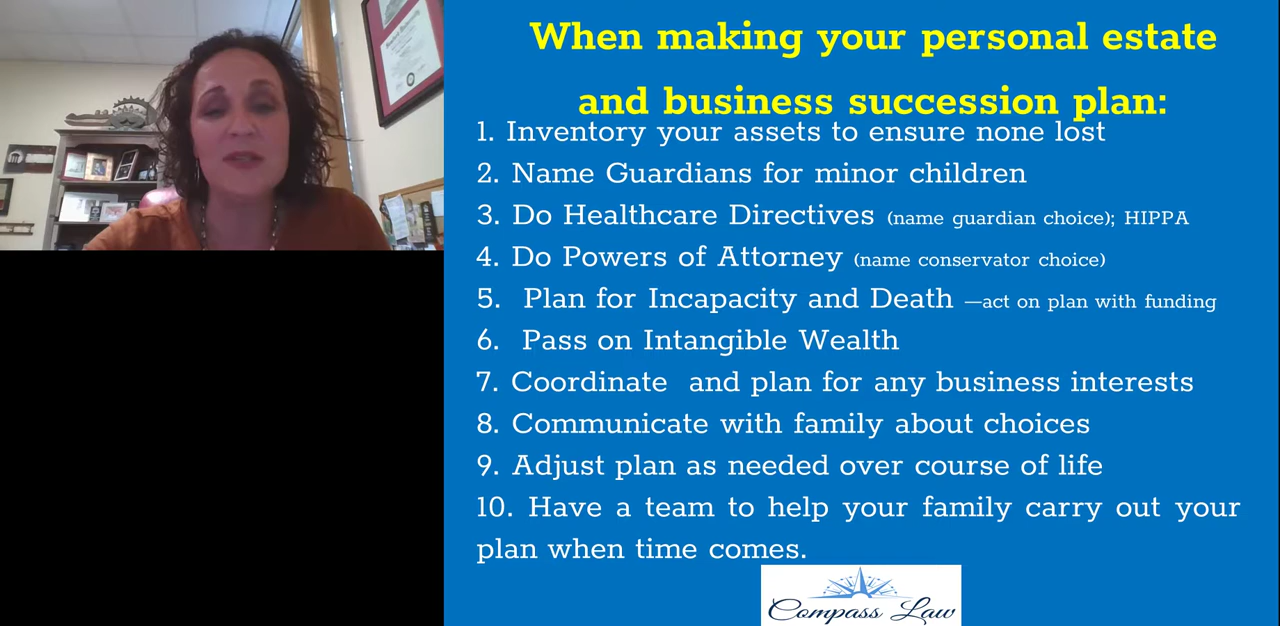 When making your personal estate
and business succession plan:
1. Inventory your assets to ensure none lost
2. Name Guardians for minor children
3. Do Healthcare Directives (name guardian choice); HIPPA
4. Do Powers of Attorney (name conservator choice)
5. Plan for Incapacity and Death —act on plan with funding
6. Pass on Intangible Wealth
7. Coordinate and plan for any business interests
8. Communicate with family about choices
9. Adjust plan as needed over course of life
10. Have a team to help your family carry out your
plan when time comes.
Compass Law